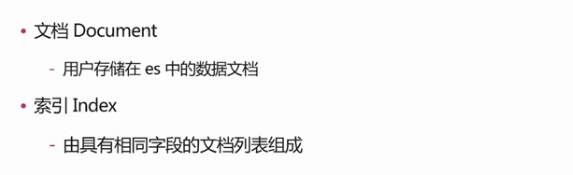 • 文档 Document
- 用户存储在 es 中的数据文档
• 索引 Index
- 由具有相同字段的文档列表组成